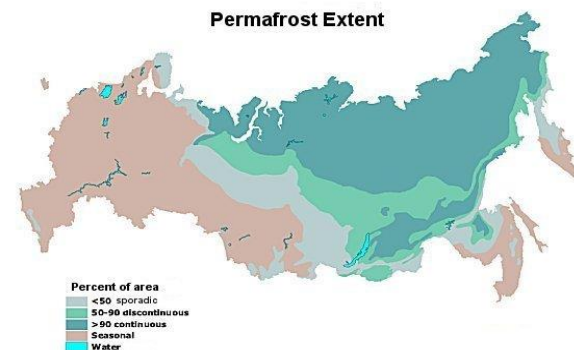 Permafrost Extent
Percent of area
<50 sporadic
50-90 discontinuous
>90 continuous
Seasonal
Water